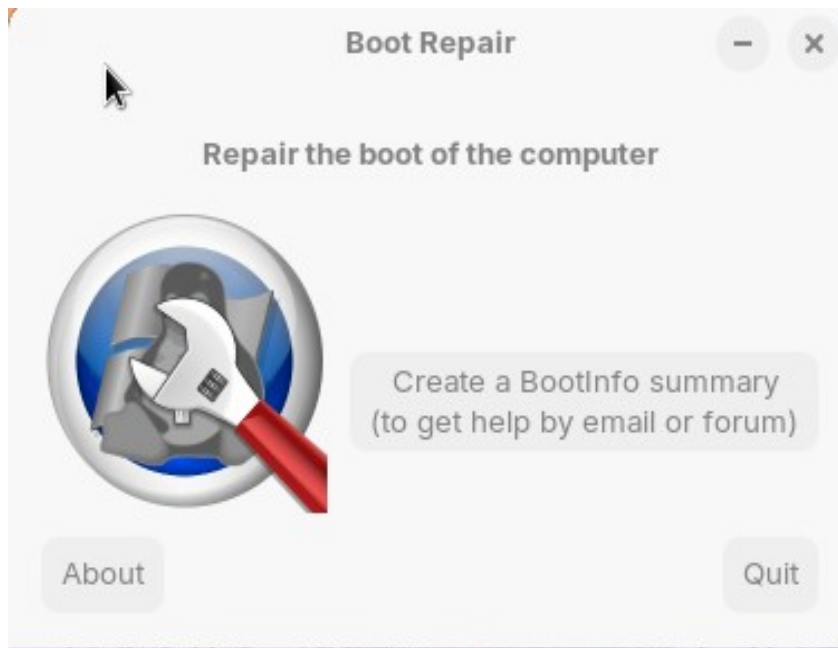 Boot Repair
Repair the boot of the computer
Create a BootInfo summary
(to get help by email or forum)
About
Quit